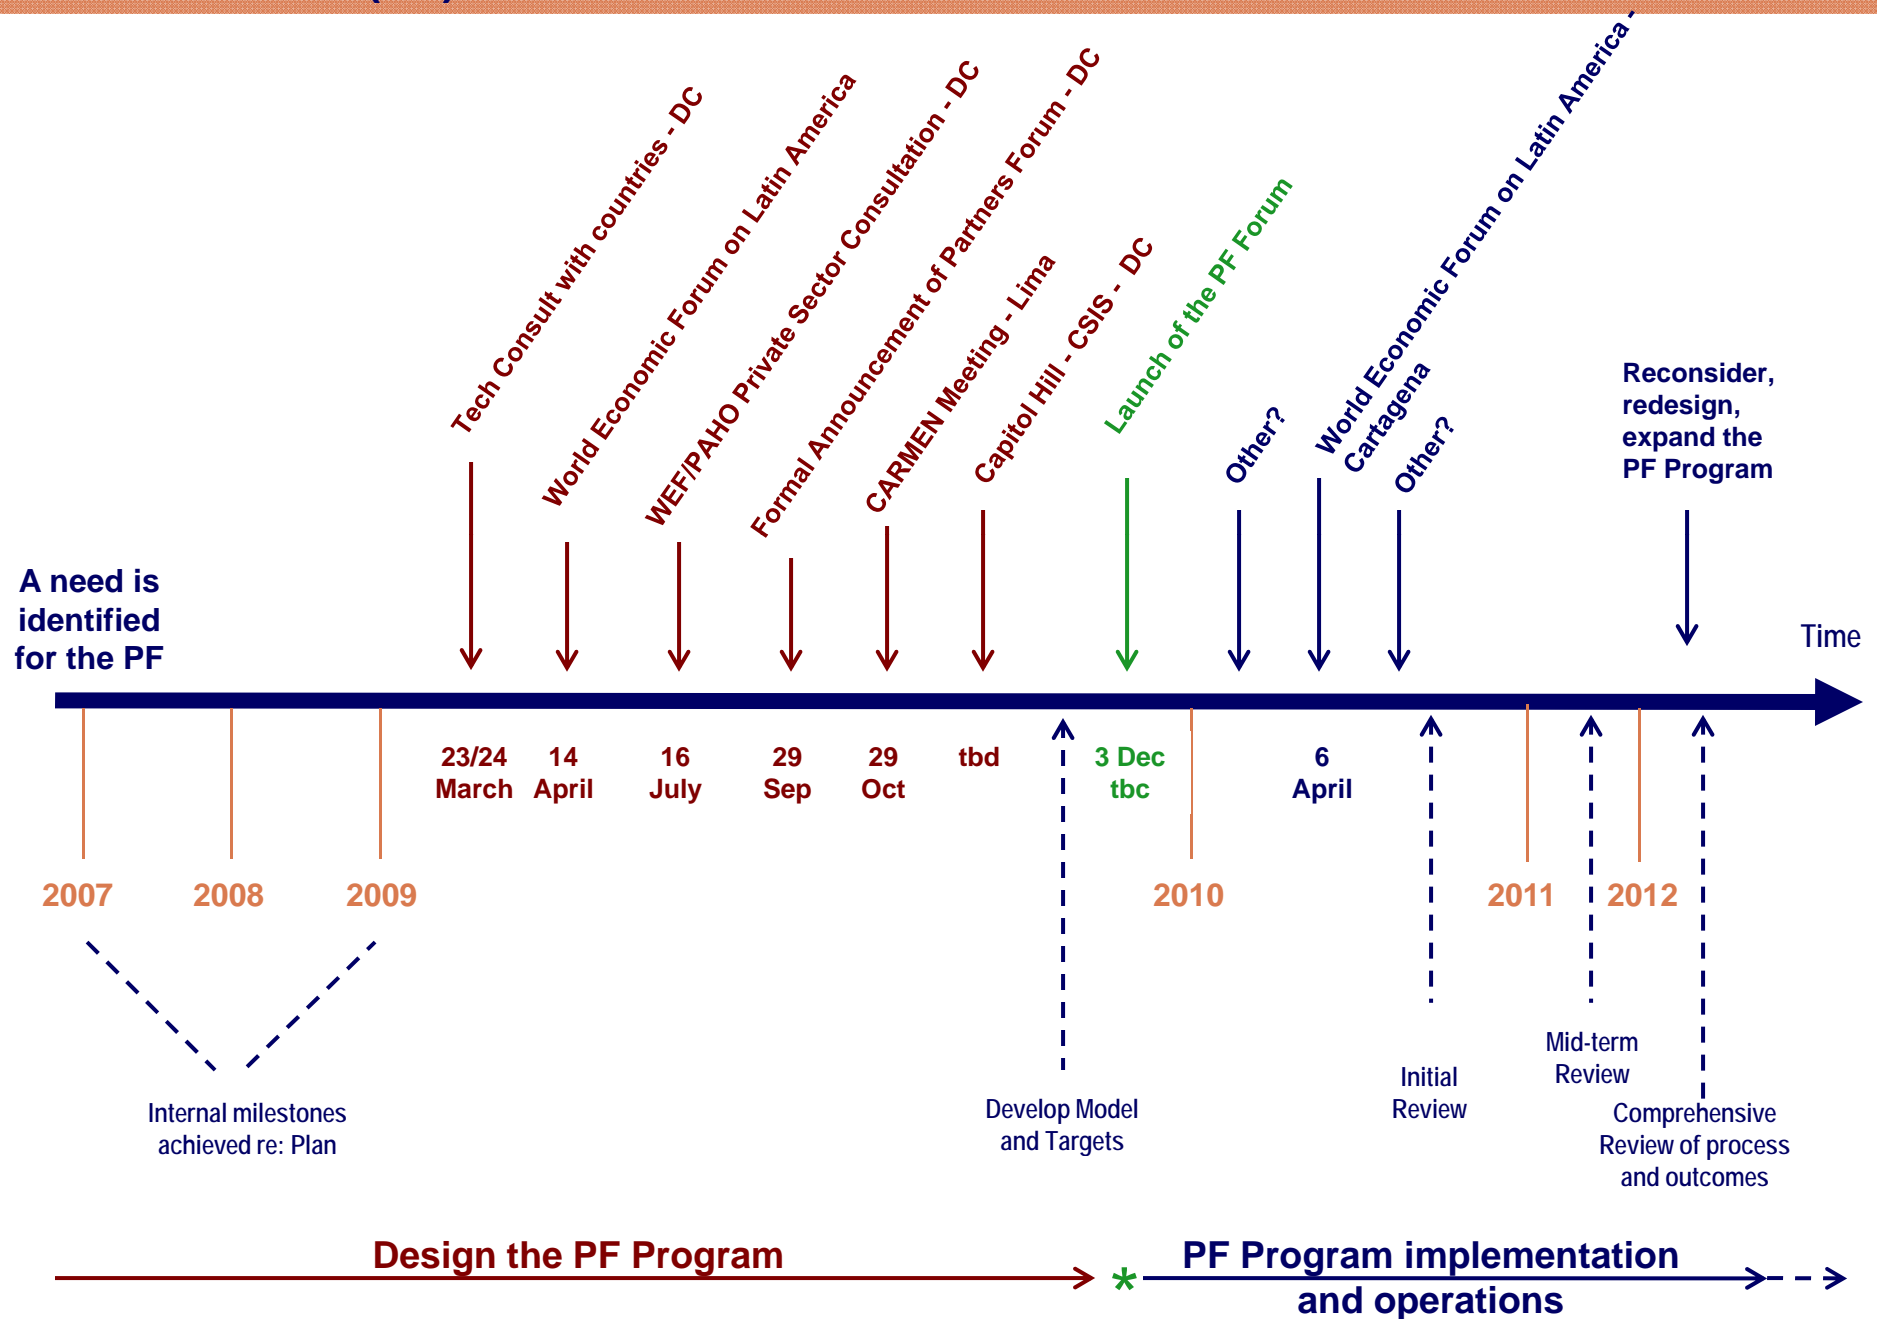 Tech Consult with countries - DC
World Economic Forum on Latin America
WEF/PAHO Private Sector Consultation - DC
Formal Announcement of Partners Forum - DC
CARMEN Meeting - Lima
Capitol Hill - CSIS - DC
Launch of the PF Forum
Other?
World Economic Forum on Latin America -
Cartagena
Other?
Reconsider,
redesign,
expand the
PF Program
A need is
identified
for the PF
Time
23/24
March
14
April
16
July
29
Sep
29
Oct
tbd
3 Dec
tbc
6
April
2007
2008
2009
2010
2011
2012
Internal milestones
achieved re: Plan
Develop Model
and Targets
Initial
Review
Mid-term
Review
Comprehensive
Review of process
and outcomes
Design the PF Program
*
PF Program implementation
and operations